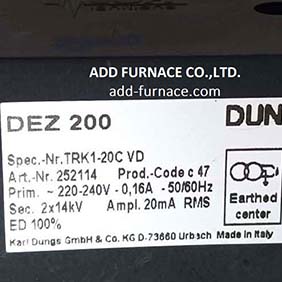 ADD FURNACE CO.,LTD.
add-furnace.com
DEZ 200
DUN
Spec.-Nr.TRK1-20C VD
Art.-Nr. 252114 Prod.-Code c 47
Prim. ~ 220-240V - 0,16A - 50/60Hz
Sec. 2x14kV Ampl. 20mA RMS
ED 100%
Earthed
center
Karl Dungs GmbH & Co. KG D-73660 Urbach Made in Italy